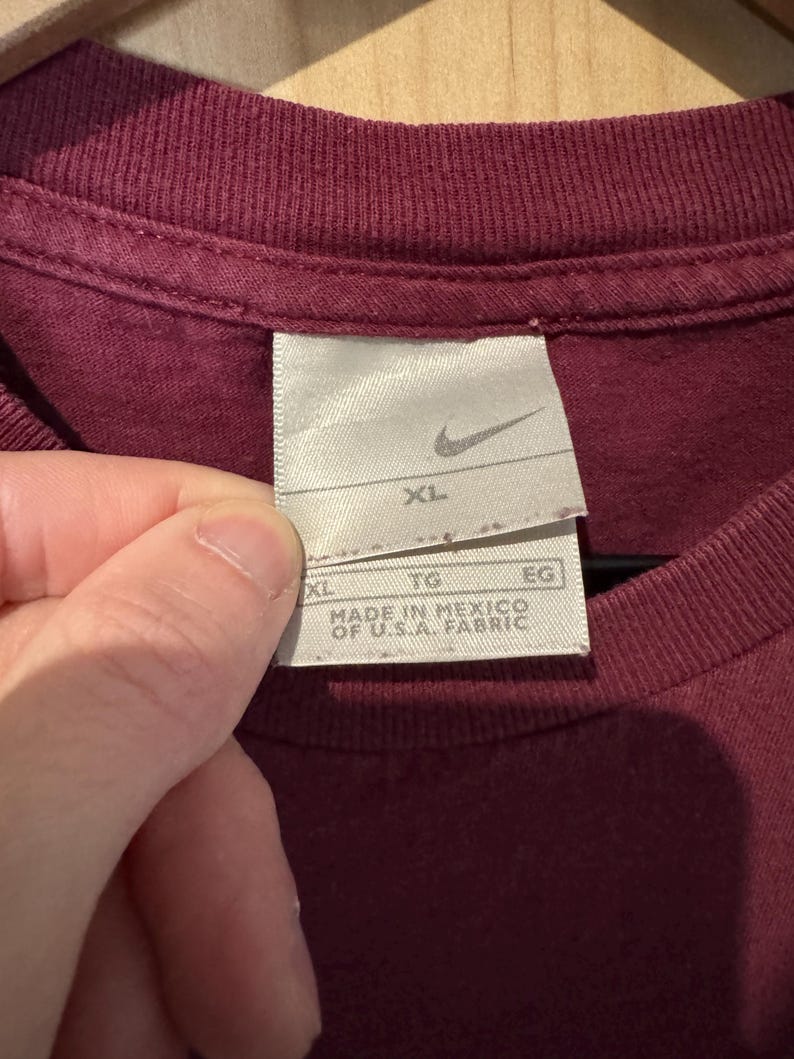 XL
XL TG EG
MADE IN MEXICO
OF U.S.A. FABRIC